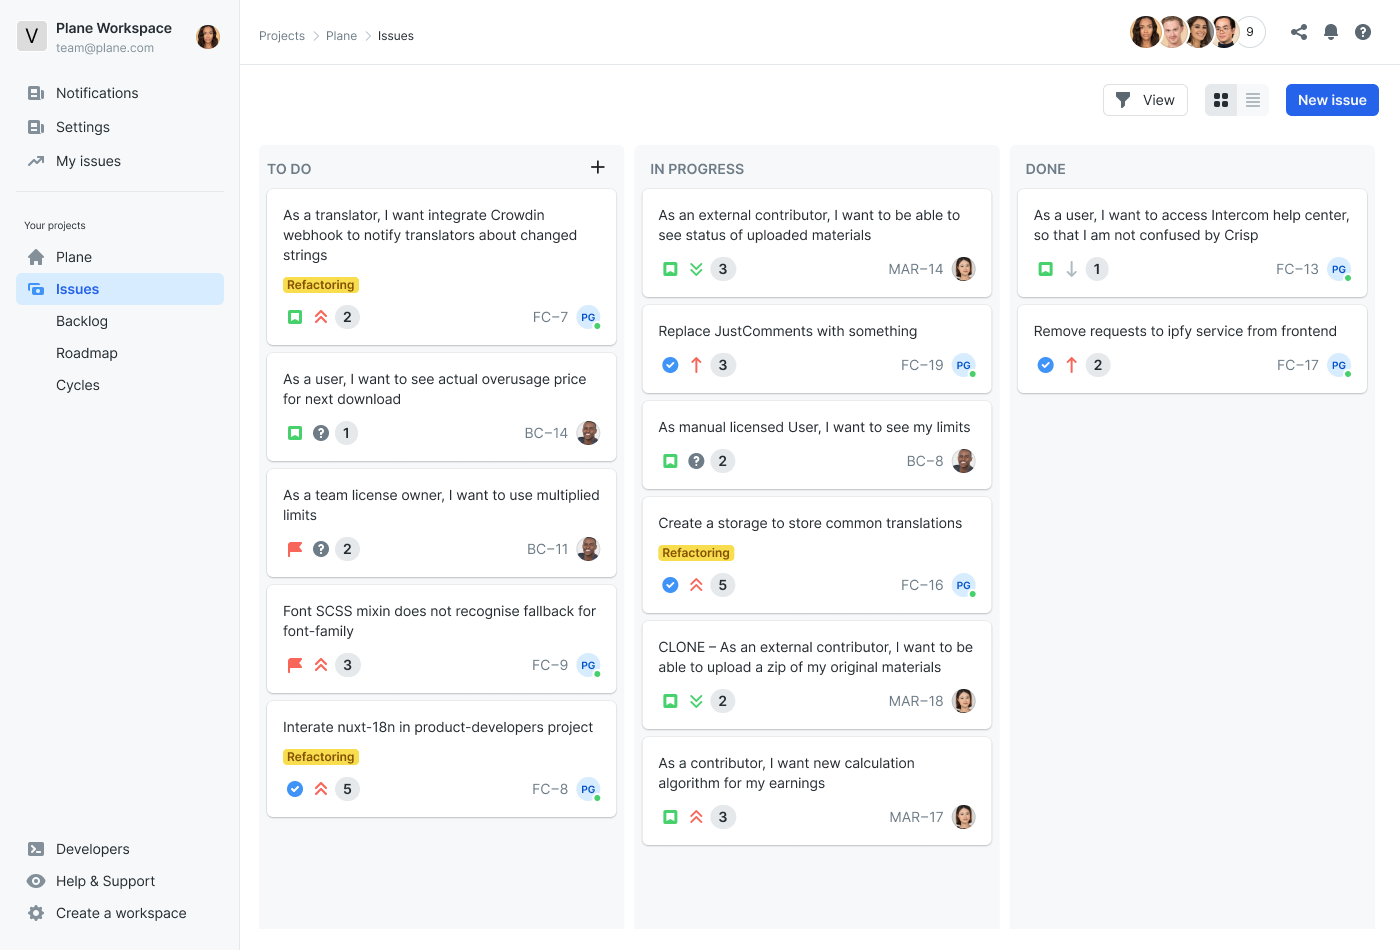 V
Plane Workspace
team@plane.com
Notifications
Settings
My issues
Your projects
Plane
Issues
Backlog
Roadmap
Cycles
Developers
Help & Support
Create a workspace
Projects
Plane
Issues
9
View
New issue
TO DO
As a translator, I want integrate Crowdin
webhook to notify translators about changed
strings
Refactoring
2
FC–7
PG
As a user, I want to see actual overusage price
for next download
?
1
BC–14
As a team license owner, I want to use multiplied
limits
?
2
BC–11
Font SCSS mixin does not recognise fallback for
font-family
3
FC–9
PG
Interate nuxt-18n in product-developers project
Refactoring
5
FC–8
PG
IN PROGRESS
As an external contributor, I want to be able to
see status of uploaded materials
3
MAR–14
Replace JustComments with something
3
FC–19
PG
As manual licensed User, I want to see my limits
?
2
BC–8
Create a storage to store common translations
Refactoring
5
FC–16
PG
CLONE – As an external contributor, I want to be
able to upload a zip of my original materials
2
MAR–18
As a contributor, I want new calculation
algorithm for my earnings
3
MAR–17
DONE
As a user, I want to access Intercom help center,
so that I am not confused by Crisp
1
FC–13
PG
Remove requests to ipfy service from frontend
2
FC–17
PG